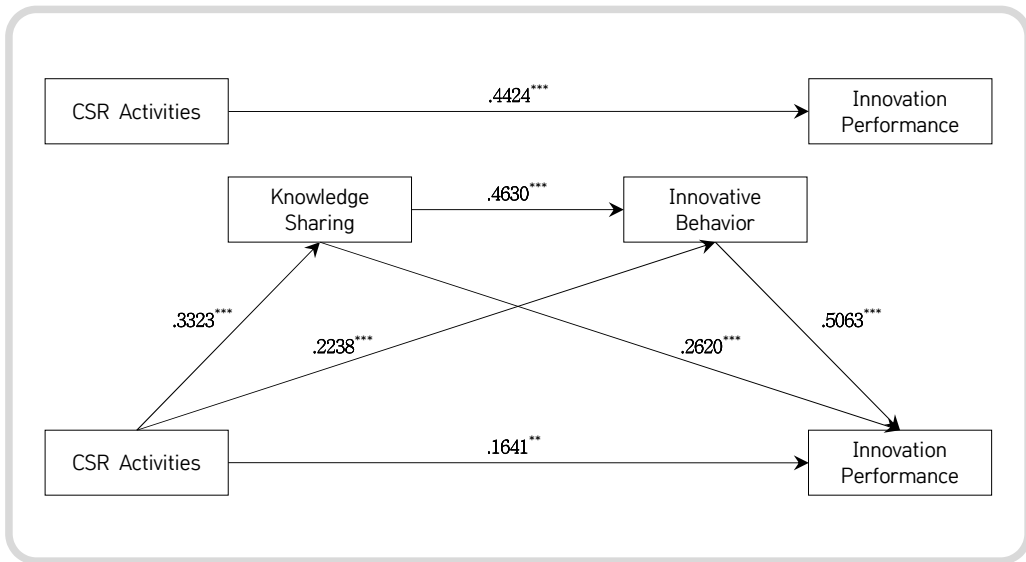 .4424***
CSR Activities
Innovation
Performance
Knowledge
Sharing
.4630***
Innovative
Behavior
.3323***
.2238***
.2620***
.5063***
CSR Activities
.1641**
Innovation
Performance